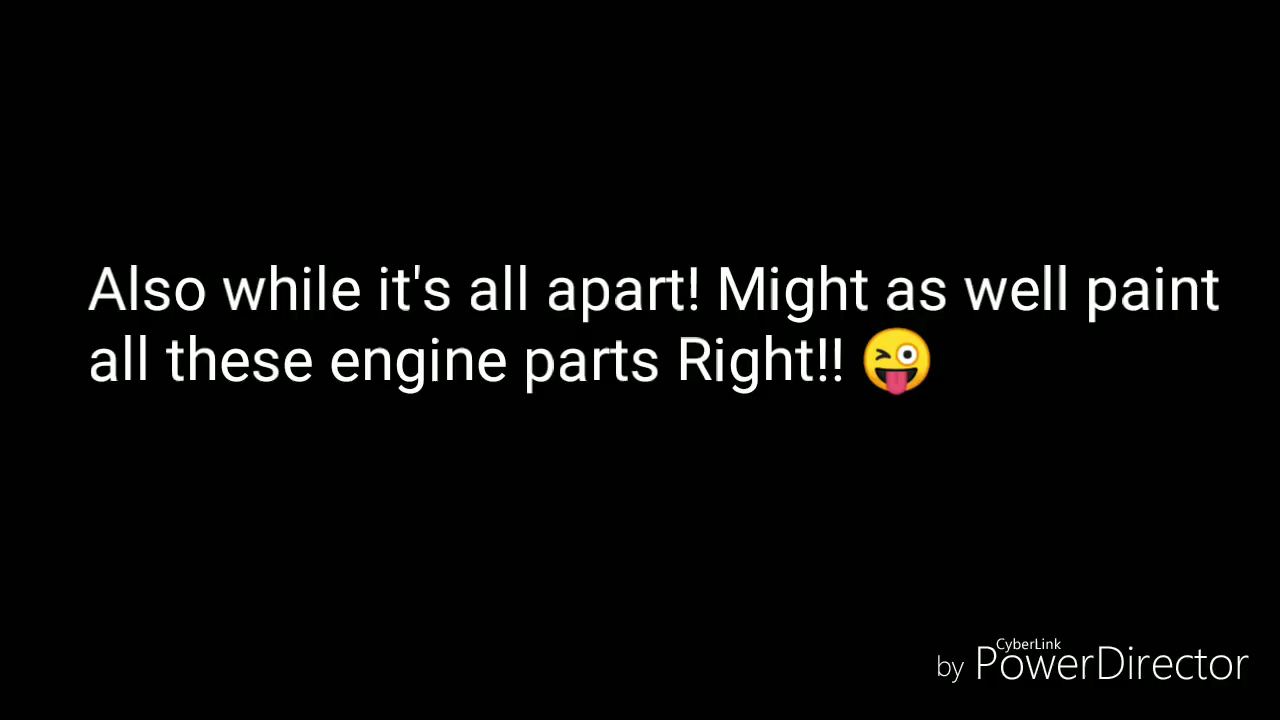 Also while it's all apart! Might as well paint
all these engine parts Right!! 😜
CyberLink
by PowerDirector